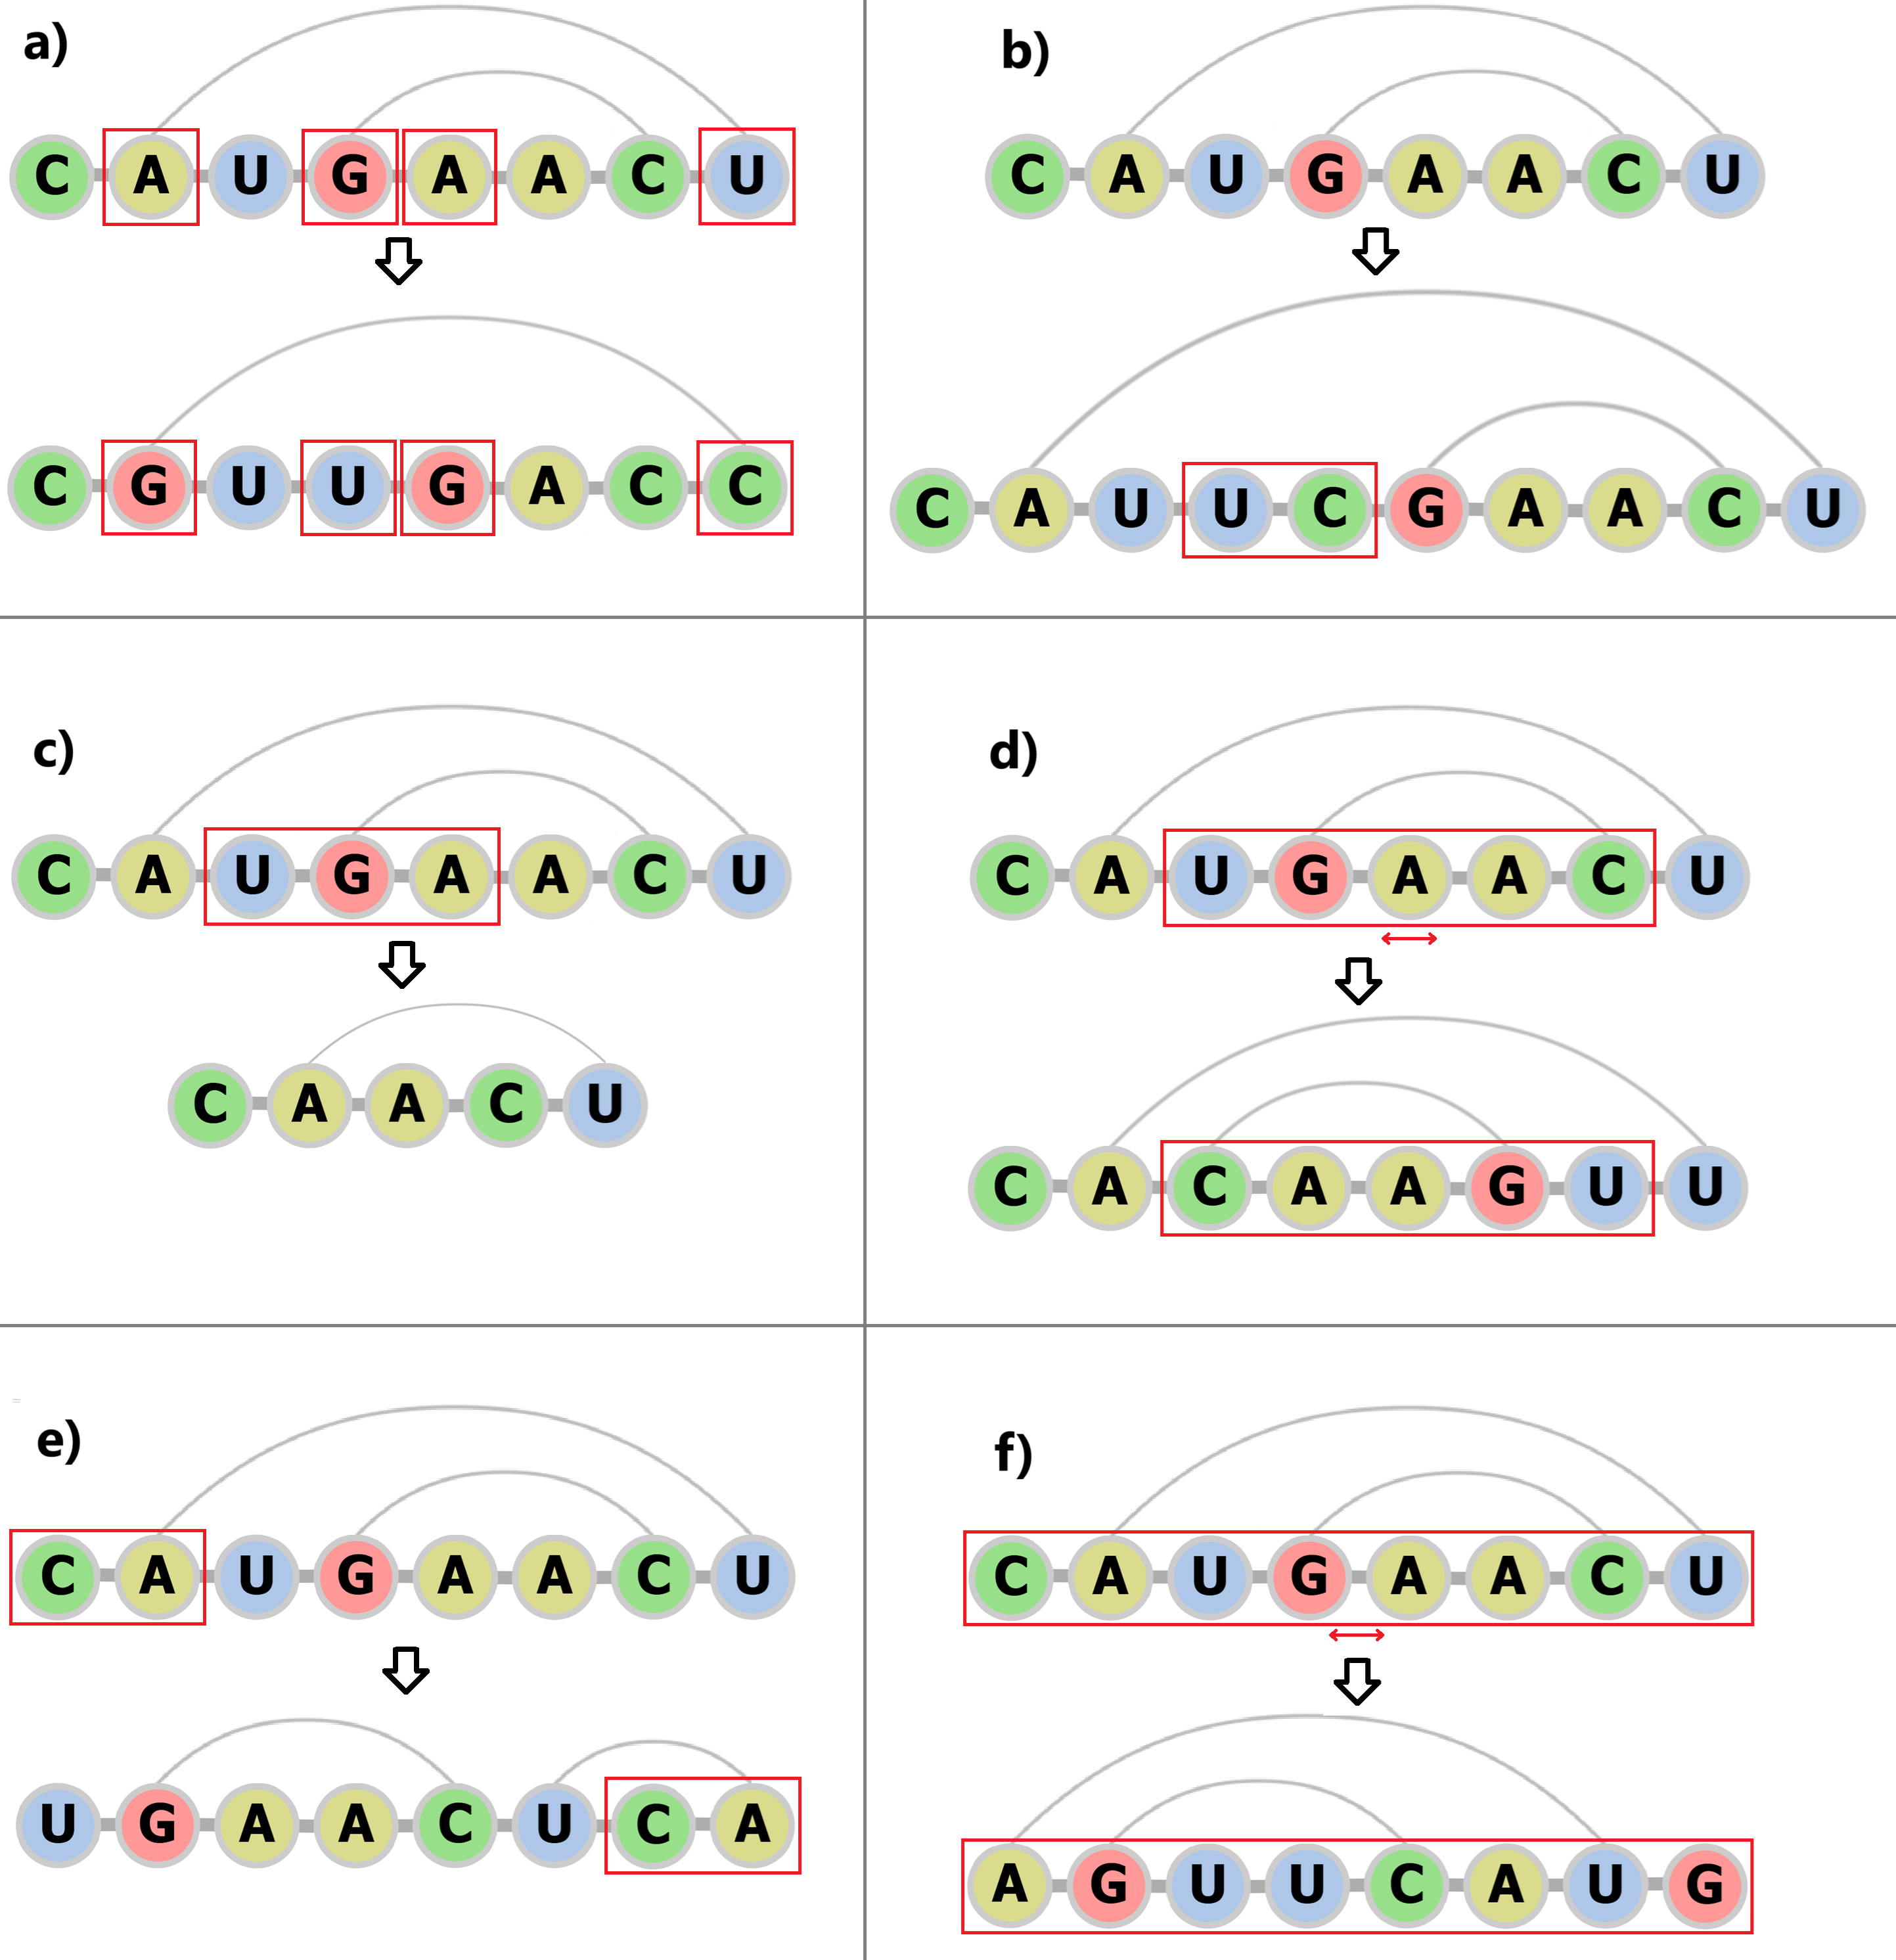 a)
C A U G A A C U
C G U U G A C C
b)
C A U G A A C U
C A U U C G A A C U
c)
C A U G A A C U
C A A C U
d)
C A U G A A C U
C A C A A G U U
e)
C A U G A A C U
U G A A C U C A
f)
C A U G A A C U
A G U U C A U G